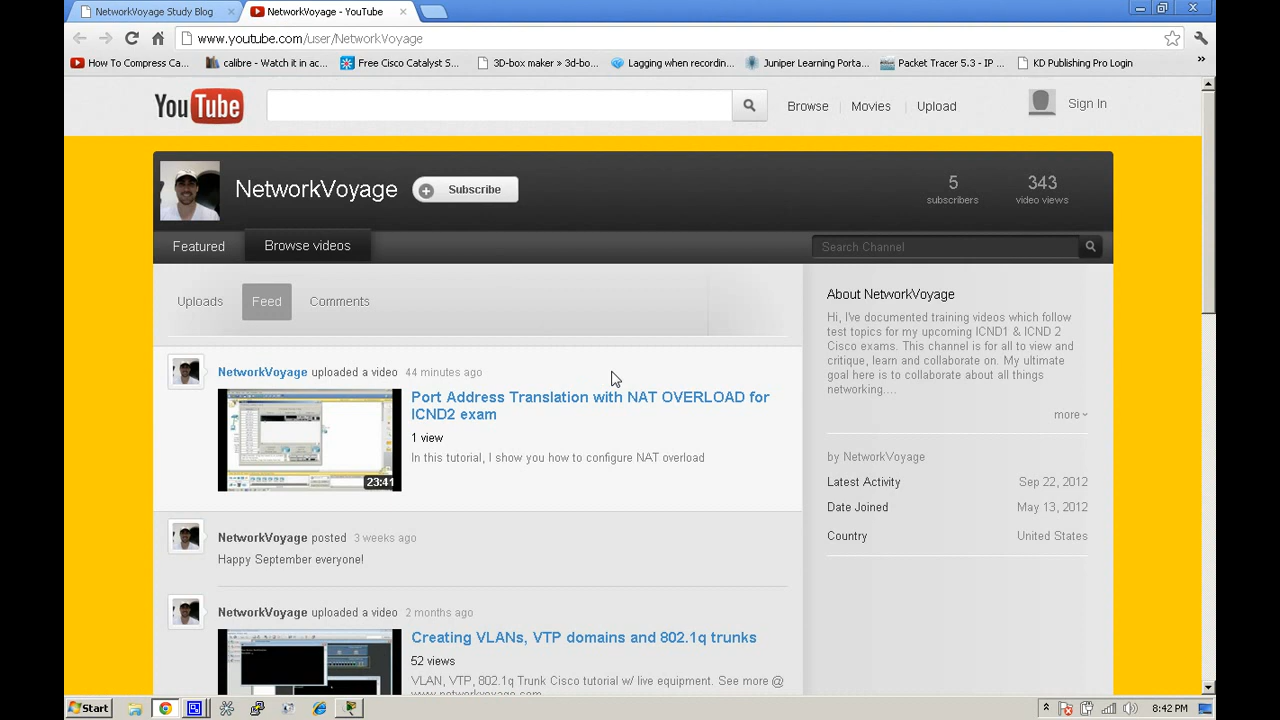 NetworkVoyage Study Blog
NetworkVoyage - YouTube
www.youtube.com/user/NetworkVoyage
How To Compress Ca...
calibre - Watch it in ac...
Free Cisco Catalyst S...
3D-box maker » 3d-bo...
Lagging when recordin...
Juniper Learning Porta...
Packet Tracer 5.3 - IP ...
KD Publishing Pro Login
YouTube
Browse
Movies
Upload
Sign In
NetworkVoyage
Subscribe
5
subscribers
343
video views
Featured
Browse videos
Search Channel
Uploads
Feed
Comments
NetworkVoyage uploaded a video 44 minutes ago
Port Address Translation with NAT OVERLOAD for
ICND2 exam
1 view
In this tutorial, I show you how to configure NAT overload
23:41
NetworkVoyage posted 3 weeks ago
Happy September everyone!
NetworkVoyage uploaded a video 2 months ago
Creating VLANs, VTP domains and 802.1q trunks
52 views
VLAN, VTP, 802.1q Trunk Cisco tutorial w/ live equipment. See more @
www.networkvoyage.com
About NetworkVoyage
Hi, I've documented training videos which follow
test topics for my upcoming ICND1 & ICND 2
Cisco exams. This channel is for all to view and
critique, learn and collaborate on. My ultimate
goal here is to collaborate about all things
networking....
more
by NetworkVoyage
Latest Activity Sep 22, 2012
Date Joined May 13, 2012
Country United States
Start
8:42 PM